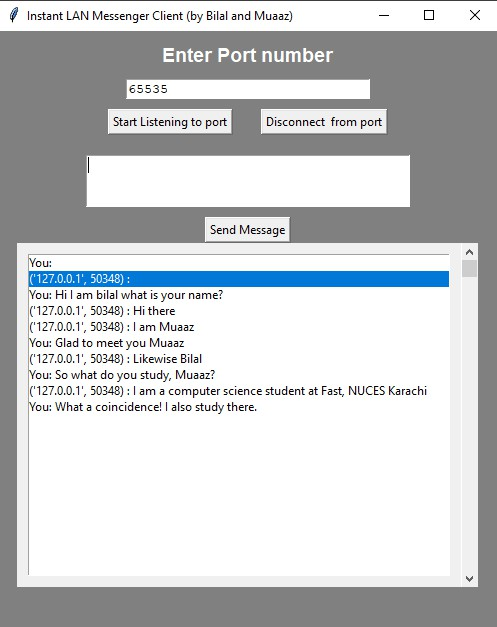 Instant LAN Messenger Client (by Bilal and Muaaz)
Enter Port number
65535
Start Listening to port
Disconnect  from port
Send Message
You:
('127.0.0.1', 50348) :
You: Hi I am bilal what is your name?
('127.0.0.1', 50348) : Hi there
('127.0.0.1', 50348) : I am Muaaz
You: Glad to meet you Muaaz
('127.0.0.1', 50348) : Likewise Bilal
You: So what do you study, Muaaz?
('127.0.0.1', 50348) : I am a computer science student at Fast, NUCES Karachi
You: What a coincidence! I also study there.